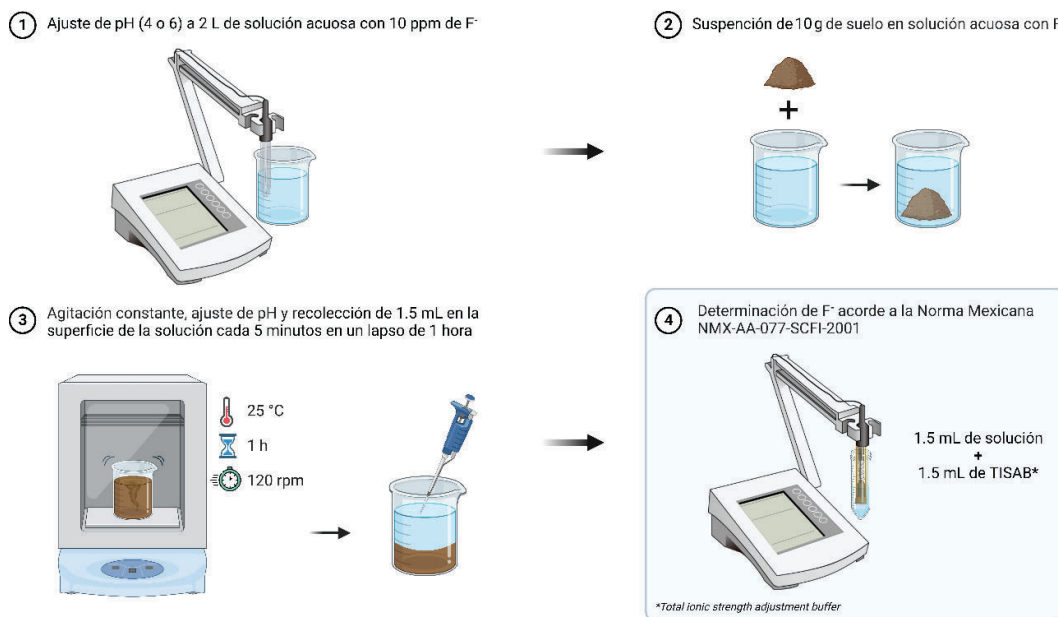 1 Ajuste de pH (4 o 6) a 2 L de solución acuosa con 10 ppm de F⁻
2 Suspención de 10 g de suelo en solución acuosa con F
3 Agitación constante, ajuste de pH y recolección de 1.5 mL en la
superficie de la solución cada 5 minutos en un lapso de 1 hora
25 °C
1 h
120 rpm
4 Determinación de F⁻ acorde a la Norma Mexicana
NMX-AA-077-SCFI-2001
1.5 mL de solución
+
1.5 mL de TISAB*
*Total ionic strength adjustment buffer